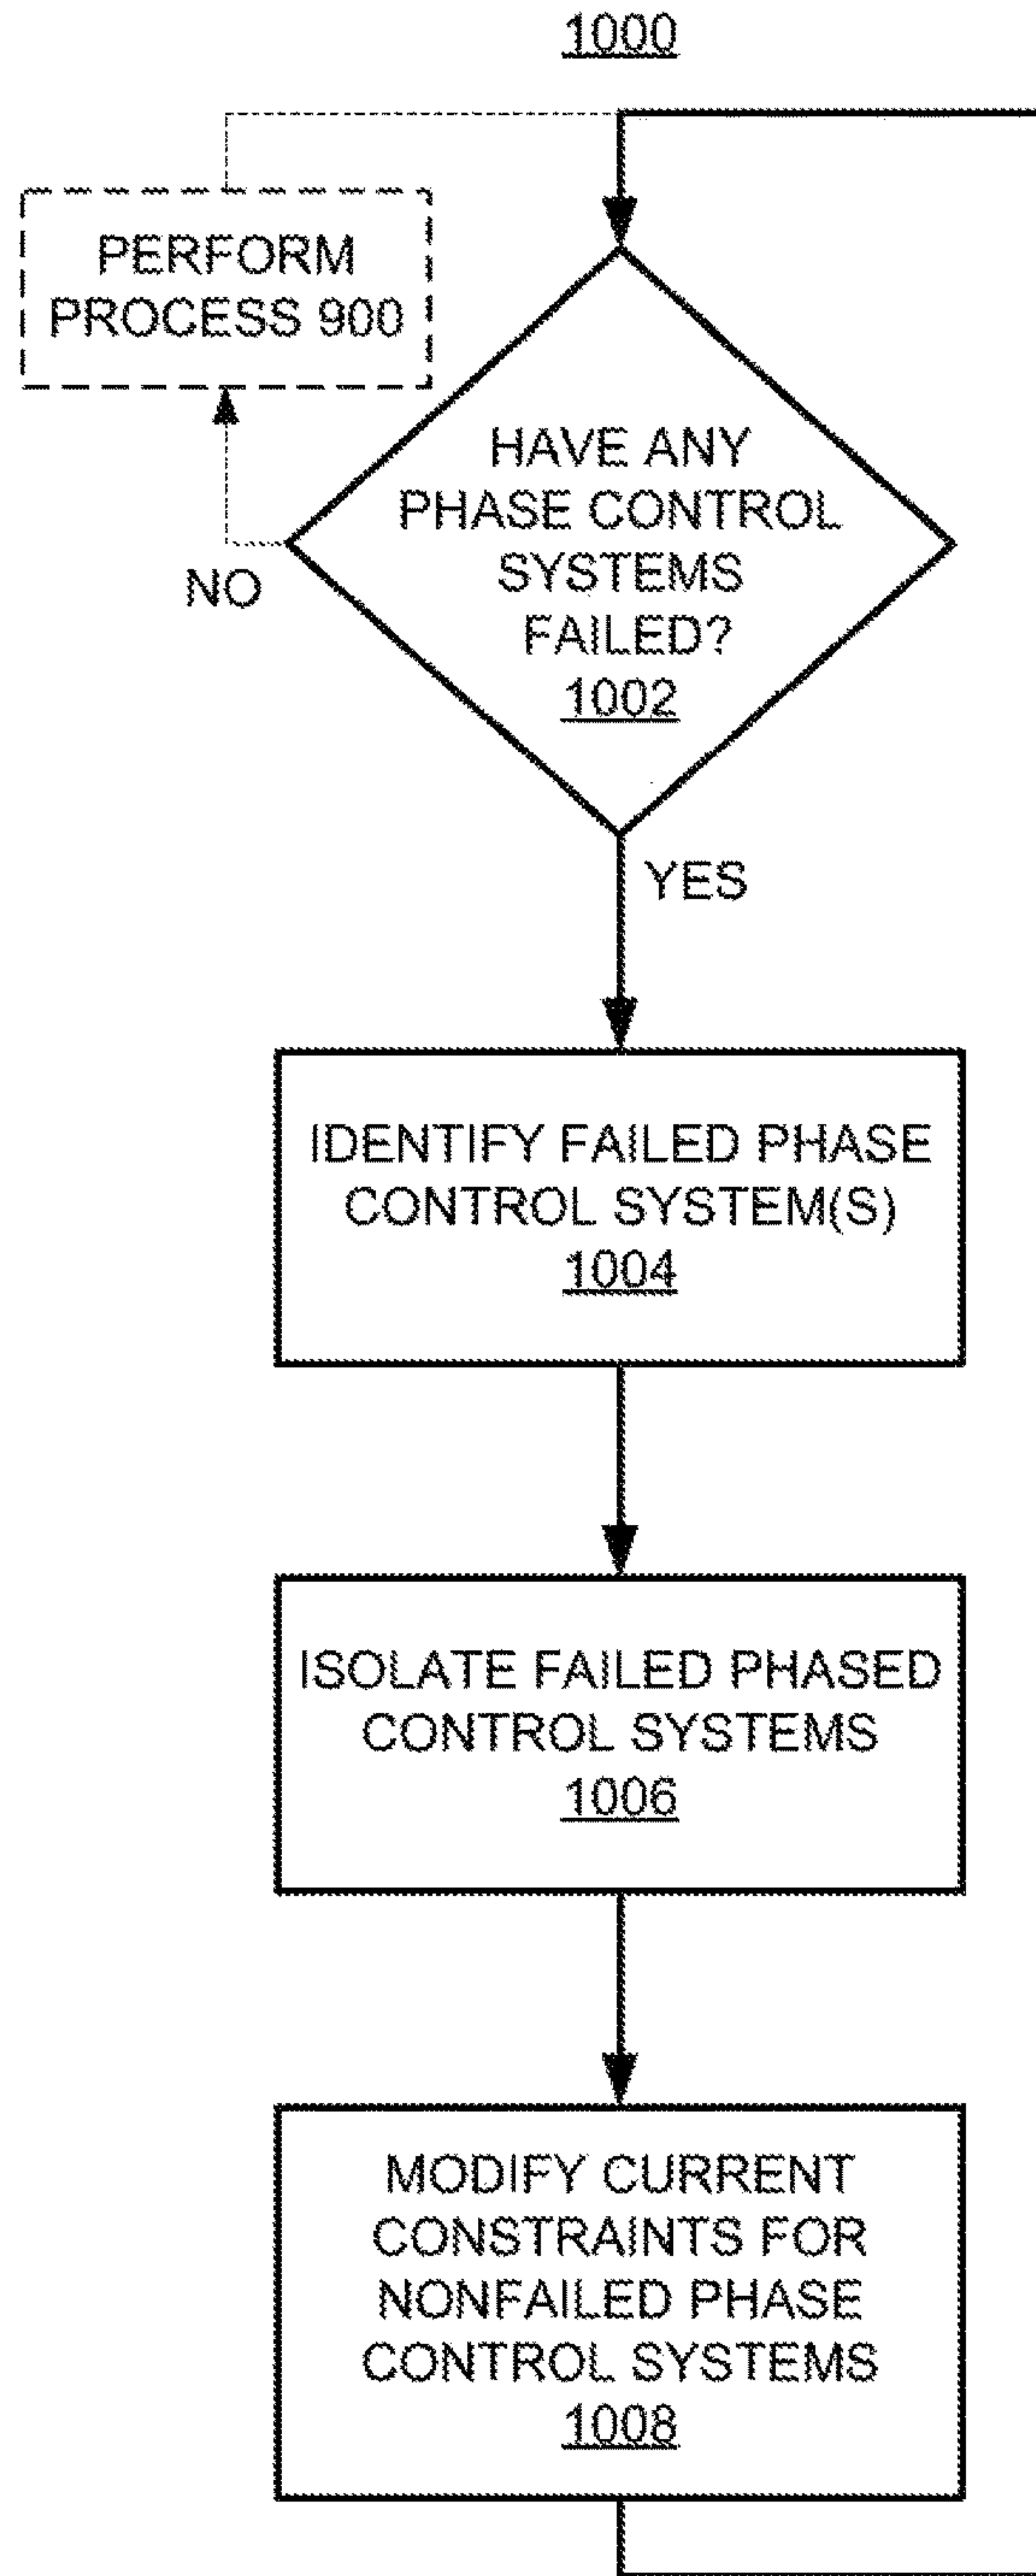 1000
PERFORM
PROCESS 900
HAVE ANY
PHASE CONTROL
SYSTEMS
FAILED?
1002
NO
YES
IDENTIFY FAILED PHASE
CONTROL SYSTEM(S)
1004
ISOLATE FAILED PHASED
CONTROL SYSTEMS
1006
MODIFY CURRENT
CONSTRAINTS FOR
NONFAILED PHASE
CONTROL SYSTEMS
1008